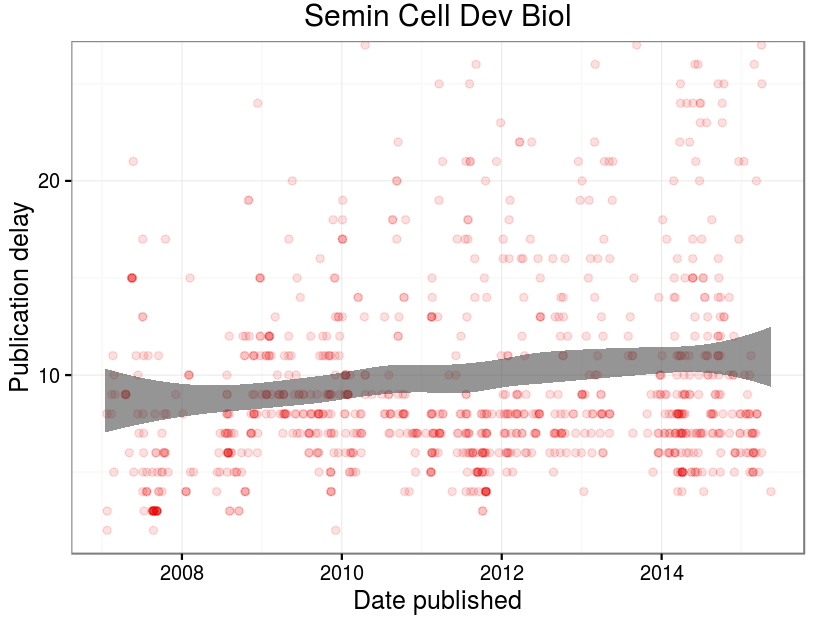 Semin Cell Dev Biol
Publication delay
20
10
2008 2010 2012 2014
Date published